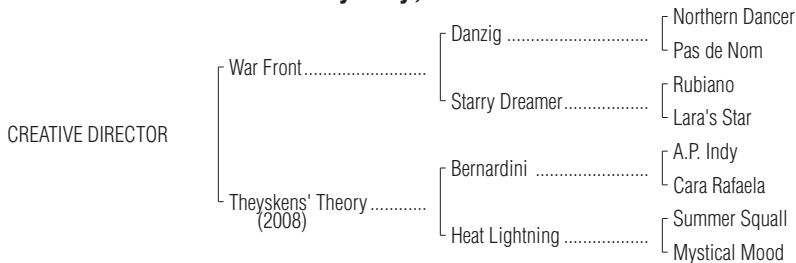 Northern Dancer
Danzig ..............................
Pas de Nom
War Front..........................
Rubiano
Starry Dreamer..................
Lara's Star
CREATIVE DIRECTOR
A.P. Indy
Bernardini ........................
Cara Rafaela
Theyskens' Theory ............
(2008)
Summer Squall
Heat Lightning ..................
Mystical Mood